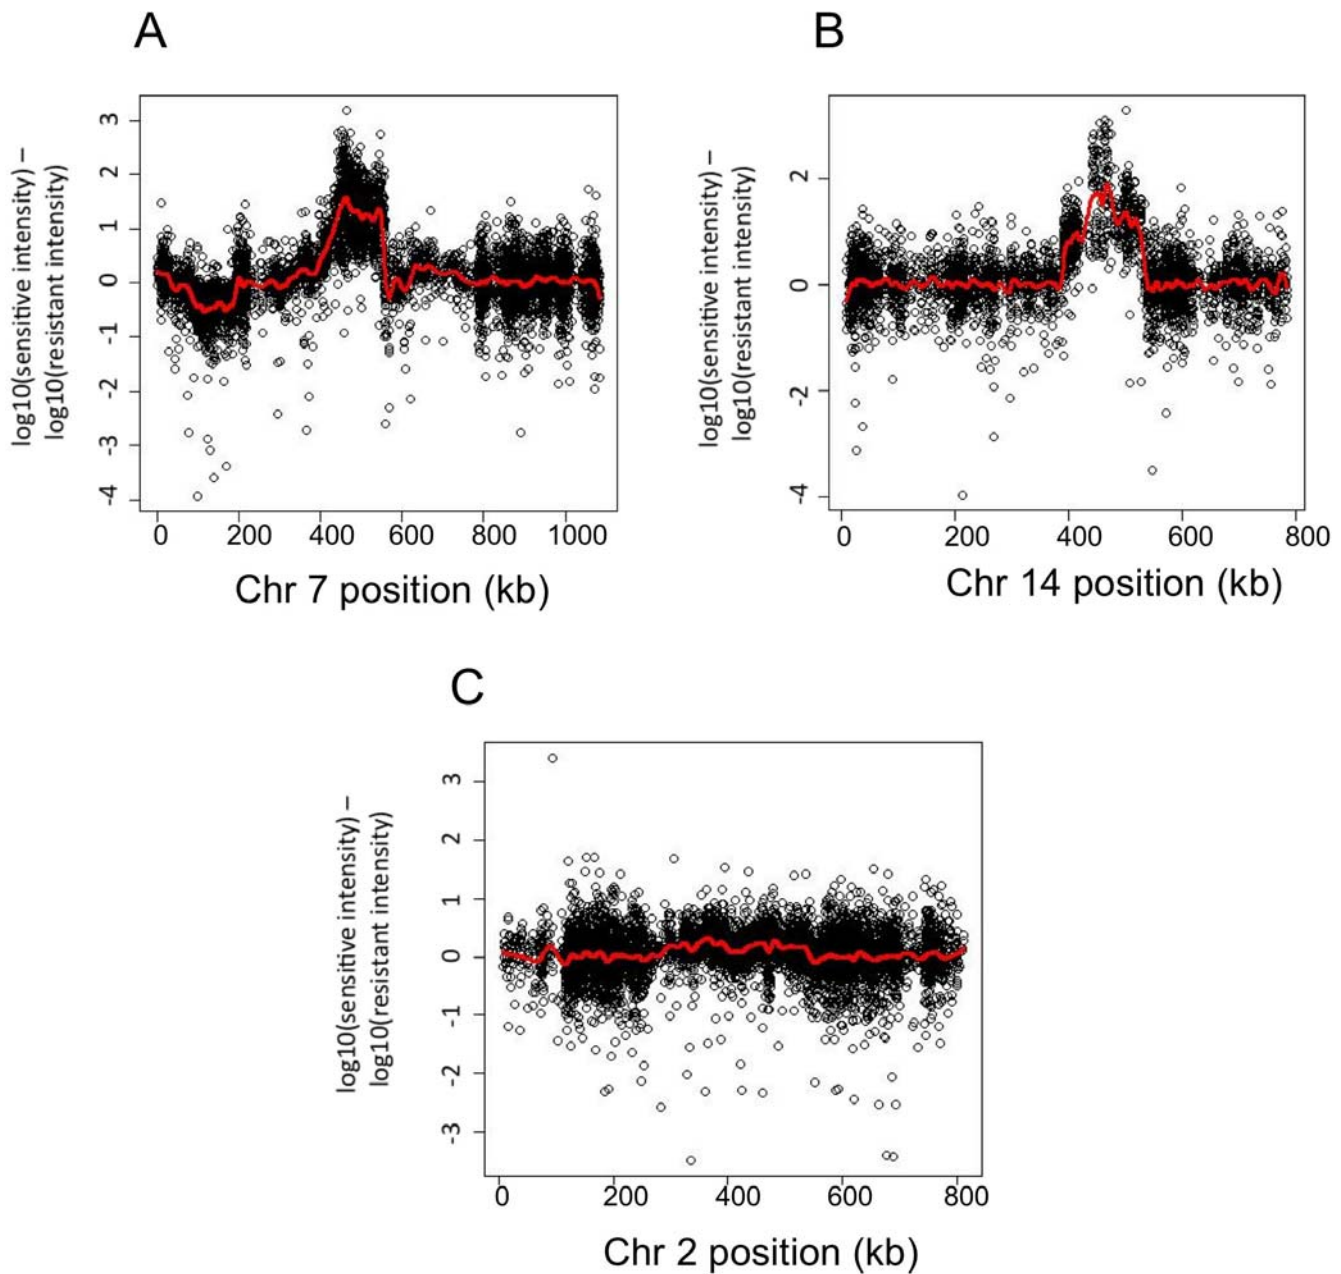 A
log10(sensitive intensity) –
log10(resistant intensity)
3
2
1
0
-1
-2
-3
-4
0 200 400 600 800 1000
Chr 7 position (kb)
B
log10(sensitive intensity) –
log10(resistant intensity)
2
0
-2
-4
0 200 400 600 800
Chr 14 position (kb)
C
log10(sensitive intensity) –
log10(resistant intensity)
3
2
1
0
-1
-2
-3
0 200 400 600 800
Chr 2 position (kb)